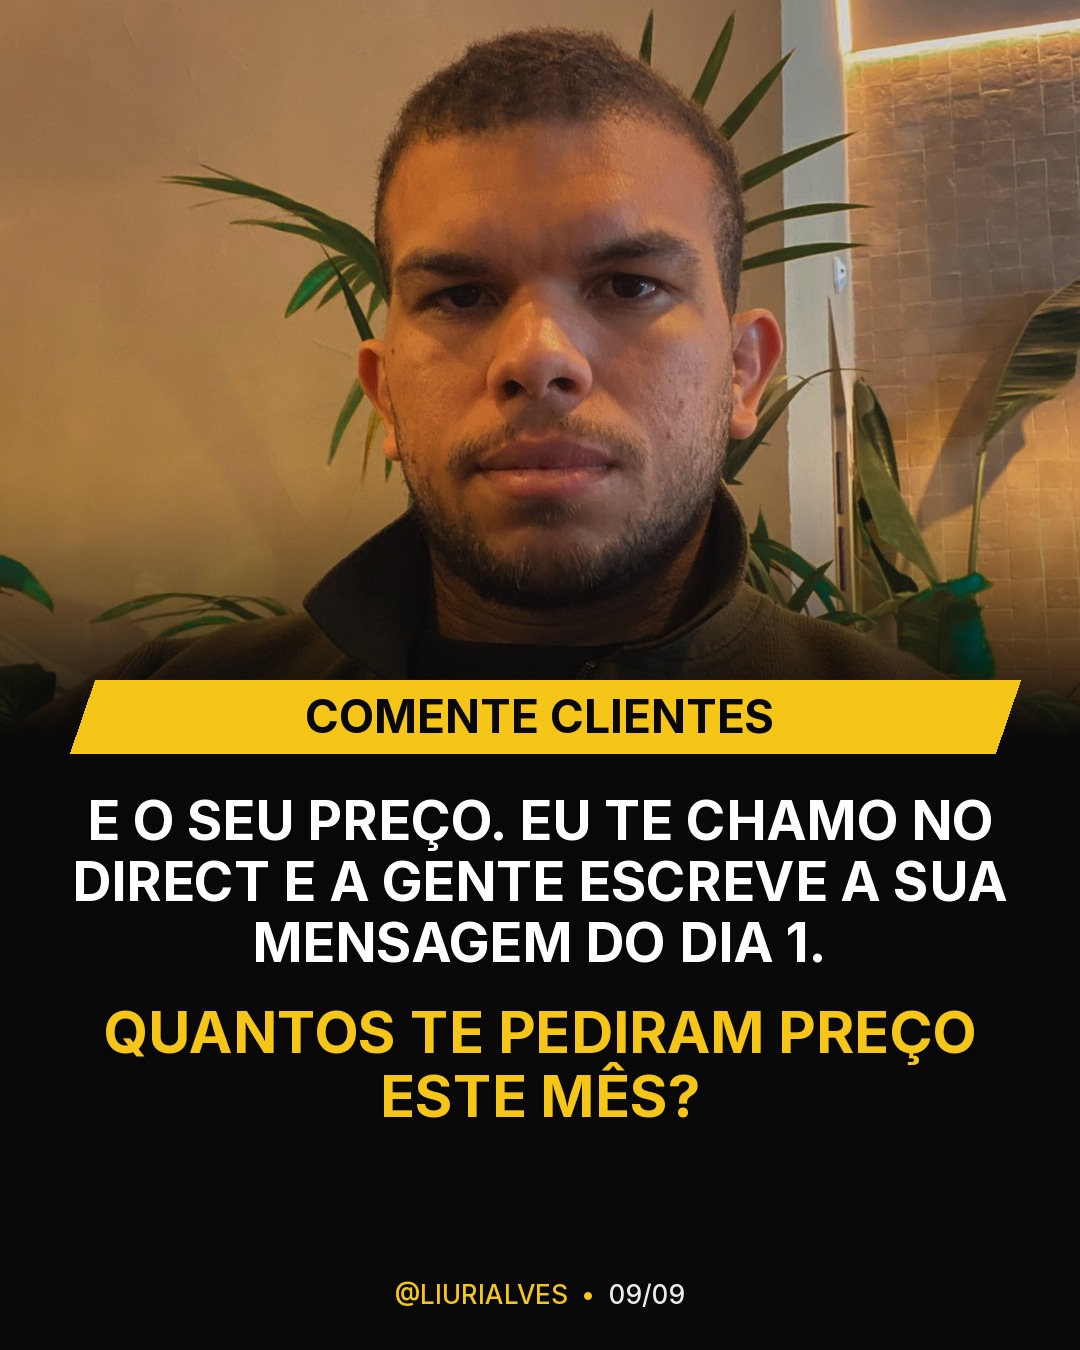 COMENTE CLIENTES
E O SEU PREÇO. EU TE CHAMO NO
DIRECT E A GENTE ESCREVE A SUA
MENSAGEM DO DIA 1.
QUANTOS TE PEDIRAM PREÇO
ESTE MÊS?
@LIURIALVES • 09/09